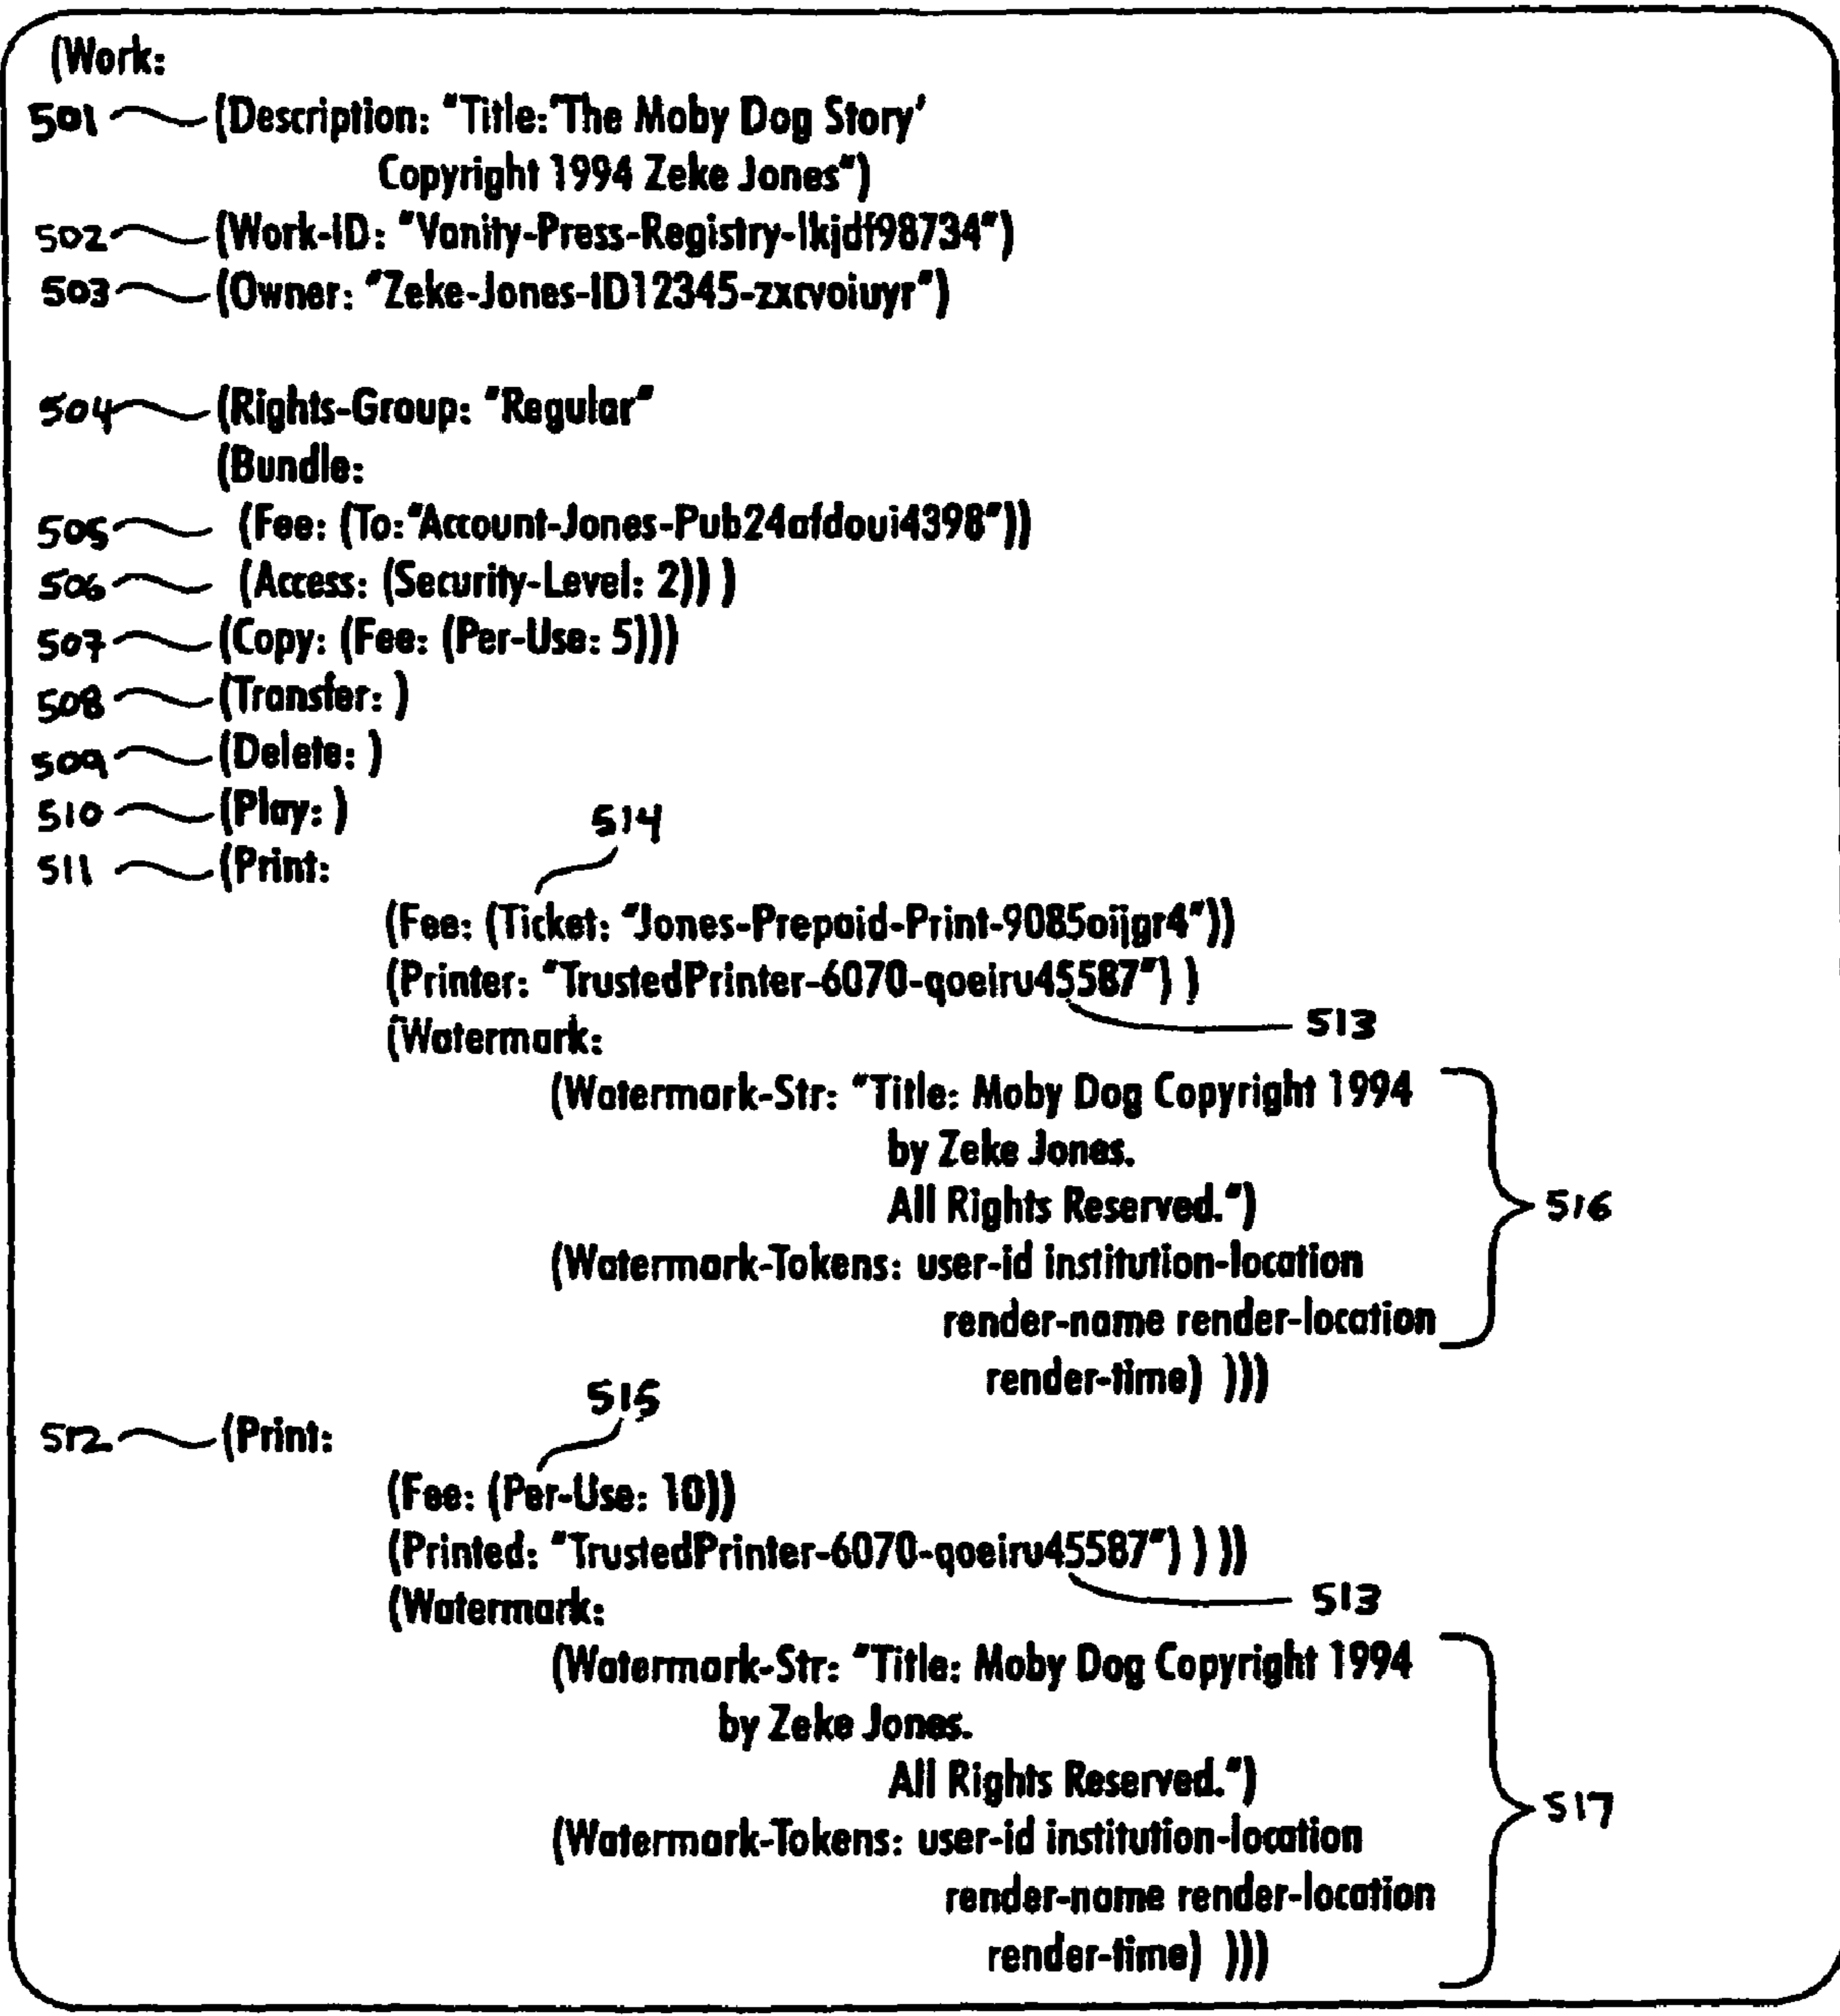 (Work:
501 (Description: "Title: 'The Moby Dog Story'
Copyright 1994 Zeke Jones")
502 (Work-ID: "Vanity-Press-Registry-lkjdf98734")
503 (Owner: "Zeke-Jones-ID12345-zxcvoiuyr")
504 (Rights-Group: "Regular"
(Bundle:
505 (Fee: (To: "Account-Jones-Pub24afdoui4398"))
506 (Access: (Security-Level: 2)) )
507 (Copy: (Fee: (Per-Use: 5)))
508 (Transfer: )
509 (Delete: )
510 (Play: )
514
511 (Print:
(Fee: (Ticket: "Jones-Prepaid-Print-9085oijgr4"))
(Printer: "TrustedPrinter-6070-qoeiru45587") )
513
(Watermark:
(Watermark-Str: "Title: Moby Dog Copyright 1994
by Zeke Jones.
All Rights Reserved.")
516
(Watermark-Tokens: user-id institution-location
render-name render-location
render-time) )))
515
512 (Print:
(Fee: (Per-Use: 10))
(Printed: "TrustedPrinter-6070-qoeiru45587") ) ))
513
(Watermark:
(Watermark-Str: "Title: Moby Dog Copyright 1994
by Zeke Jones.
All Rights Reserved.")
517
(Watermark-Tokens: user-id institution-location
render-name render-location
render-time) )))